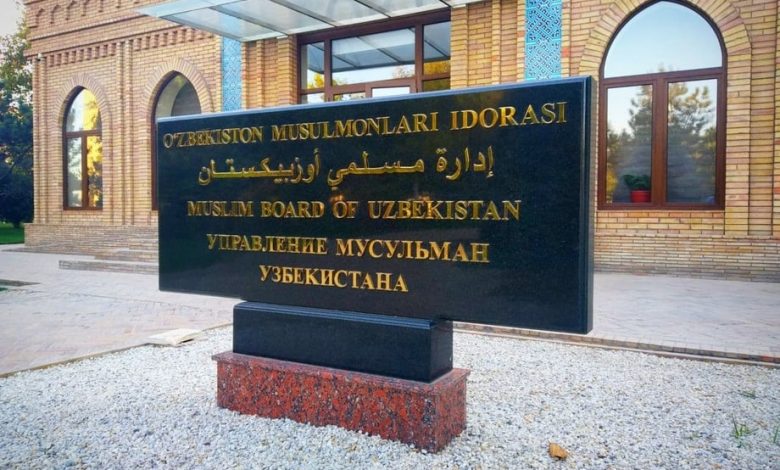 O'ZBEKISTON MUSULMONLARI IDORASI
إدارة مسلمي أوزبيكستان
MUSLIM BOARD OF UZBEKISTAN
УПРАВЛЕНИЕ МУСУЛЬМАН
УЗБЕКИСТАНА